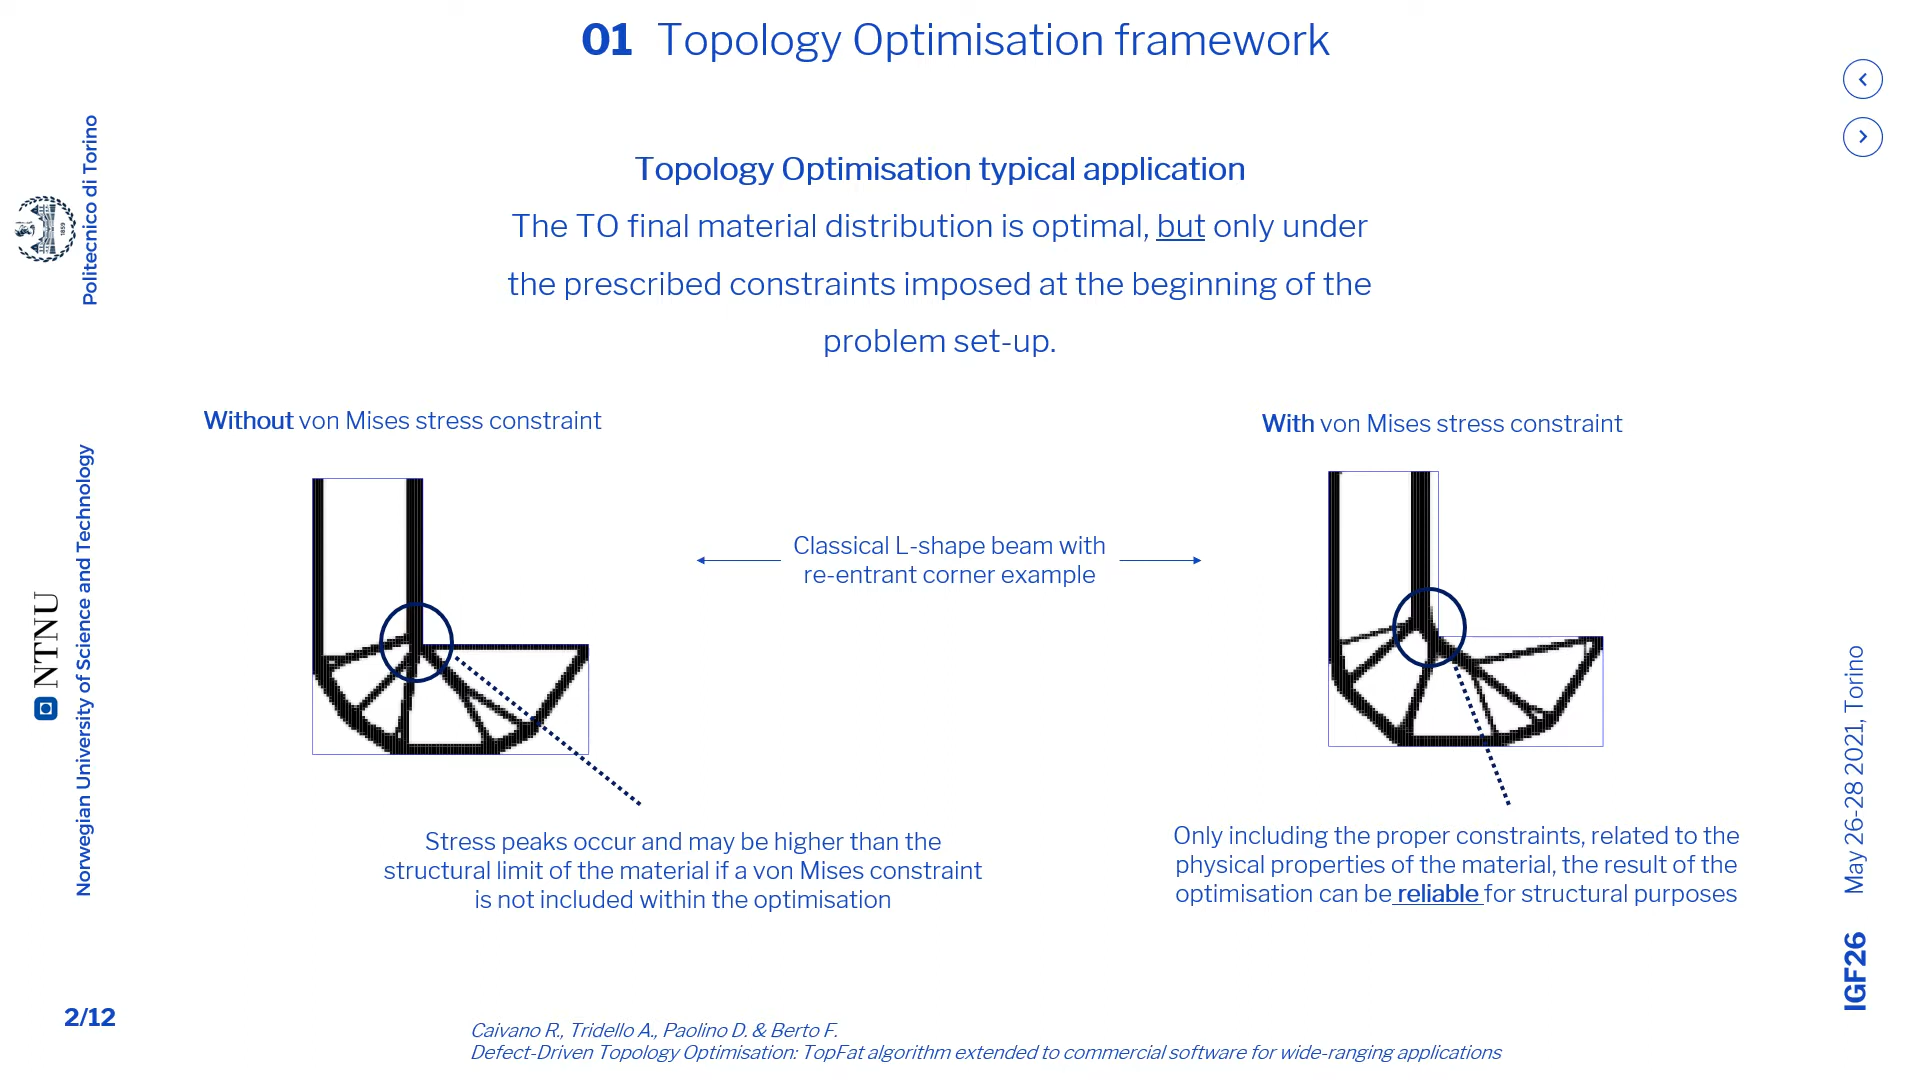 01 Topology Optimisation framework
Politecnico di Torino
1859
NTNU
Norwegian University of Science and Technology
Topology Optimisation typical application
The TO final material distribution is optimal, but only under
the prescribed constraints imposed at the beginning of the
problem set-up.
Without von Mises stress constraint
With von Mises stress constraint
Classical L-shape beam with
re-entrant corner example
Stress peaks occur and may be higher than the
structural limit of the material if a von Mises constraint
is not included within the optimisation
Only including the proper constraints, related to the
physical properties of the material, the result of the
optimisation can be reliable for structural purposes
IGF26 May 26-28 2021, Torino
2/12
Caivano R., Tridello A., Paolino D. & Berto F.
Defect-Driven Topology Optimisation: TopFat algorithm extended to commercial software for wide-ranging applications